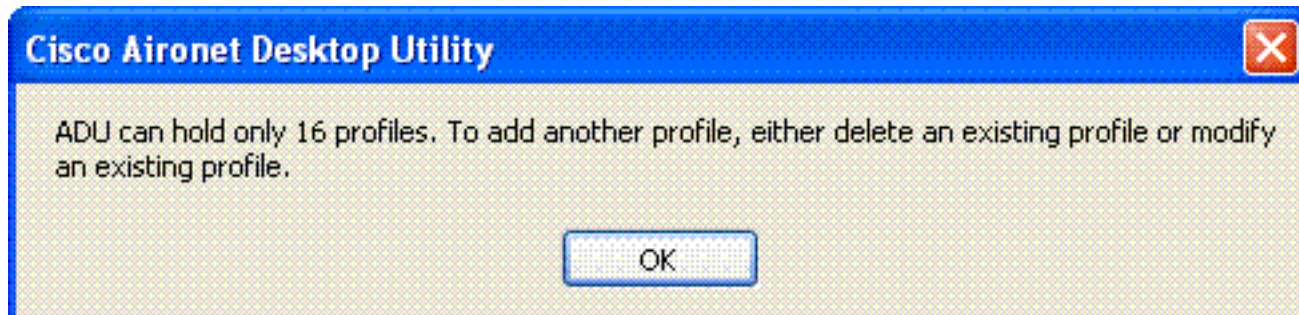 Cisco Aironet Desktop Utility
ADU can hold only 16 profiles. To add another profile, either delete an existing profile or modify
an existing profile.
OK